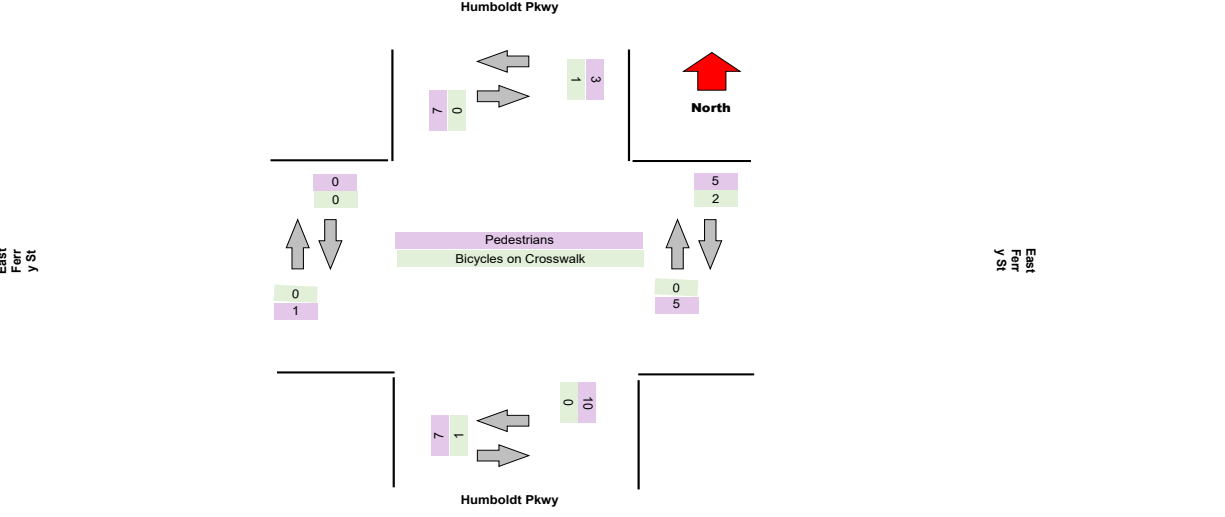 Humboldt Pkwy
1
3
7
0
North
0
0
5
2
Pedestrians
Bicycles on Crosswalk
East
Ferr
y St
East
Ferr
y St
0
1
0
5
0
10
7
1
Humboldt Pkwy